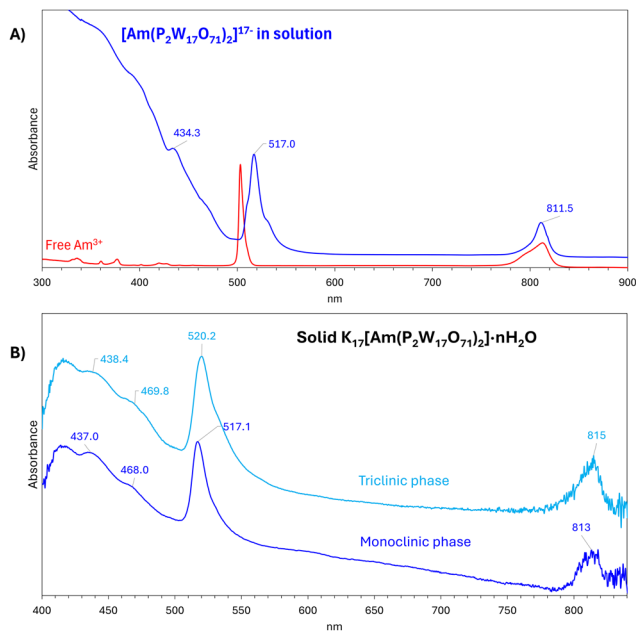 A)
[Am(P₂W₁₇O₇₁)₂]¹⁷⁻ in solution
434.3
517.0
811.5
Free Am³⁺
Absorbance
300 400 500 600 700 800 900
nm
B)
Solid K₁₇[Am(P₂W₁₇O₇₁)₂]·nH₂O
520.2
438.4
469.8
517.1
437.0
468.0
815
Triclinic phase
813
Monoclinic phase
Absorbance
400 450 500 550 600 650 700 750 800
nm